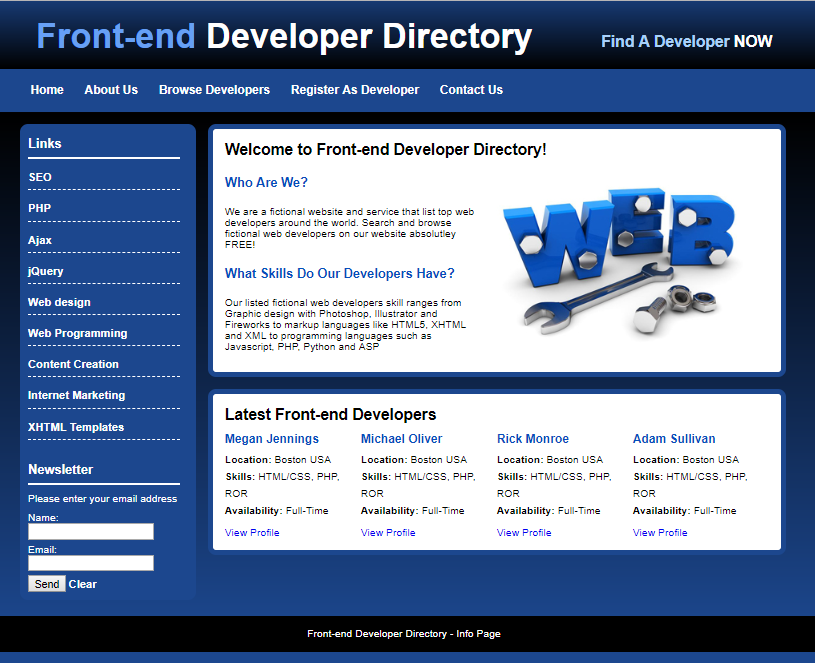 Front-end Developer Directory
Find A Developer NOW
Home About Us Browse Developers Register As Developer Contact Us
Links
SEO
PHP
Ajax
jQuery
Web design
Web Programming
Content Creation
Internet Marketing
XHTML Templates
Newsletter
Please enter your email address
Name:
Email:
Send Clear
Welcome to Front-end Developer Directory!
Who Are We?
We are a fictional website and service that list top web
developers around the world. Search and browse
fictional web developers on our website absolutley
FREE!
What Skills Do Our Developers Have?
Our listed fictional web developers skill ranges from
Graphic design with Photoshop, Illustrator and
Fireworks to markup languages like HTML5, XHTML
and XML to programming languages such as
Javascript, PHP, Python and ASP
WEB
Latest Front-end Developers
Megan Jennings
Location: Boston USA
Skills: HTML/CSS, PHP,
ROR
Availability: Full-Time
View Profile
Michael Oliver
Location: Boston USA
Skills: HTML/CSS, PHP,
ROR
Availability: Full-Time
View Profile
Rick Monroe
Location: Boston USA
Skills: HTML/CSS, PHP,
ROR
Availability: Full-Time
View Profile
Adam Sullivan
Location: Boston USA
Skills: HTML/CSS, PHP,
ROR
Availability: Full-Time
View Profile
Front-end Developer Directory - Info Page